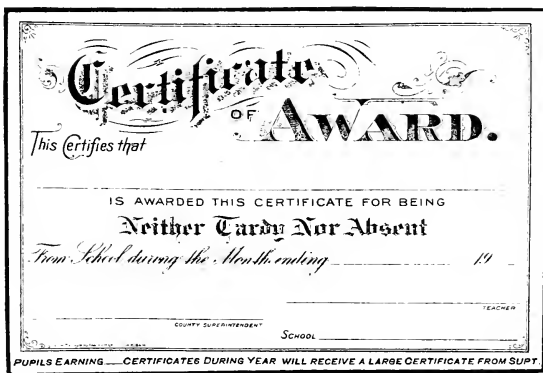 Certificate
OF AWARD.
This Certifies that
IS AWARDED THIS CERTIFICATE FOR BEING
Neither Tardy Nor Absent
From School during the Month ending 19
TEACHER
COUNTY SUPERINTENDENT
SCHOOL
PUPILS EARNING CERTIFICATES DURING YEAR WILL RECEIVE A LARGE CERTIFICATE FROM SUPT.